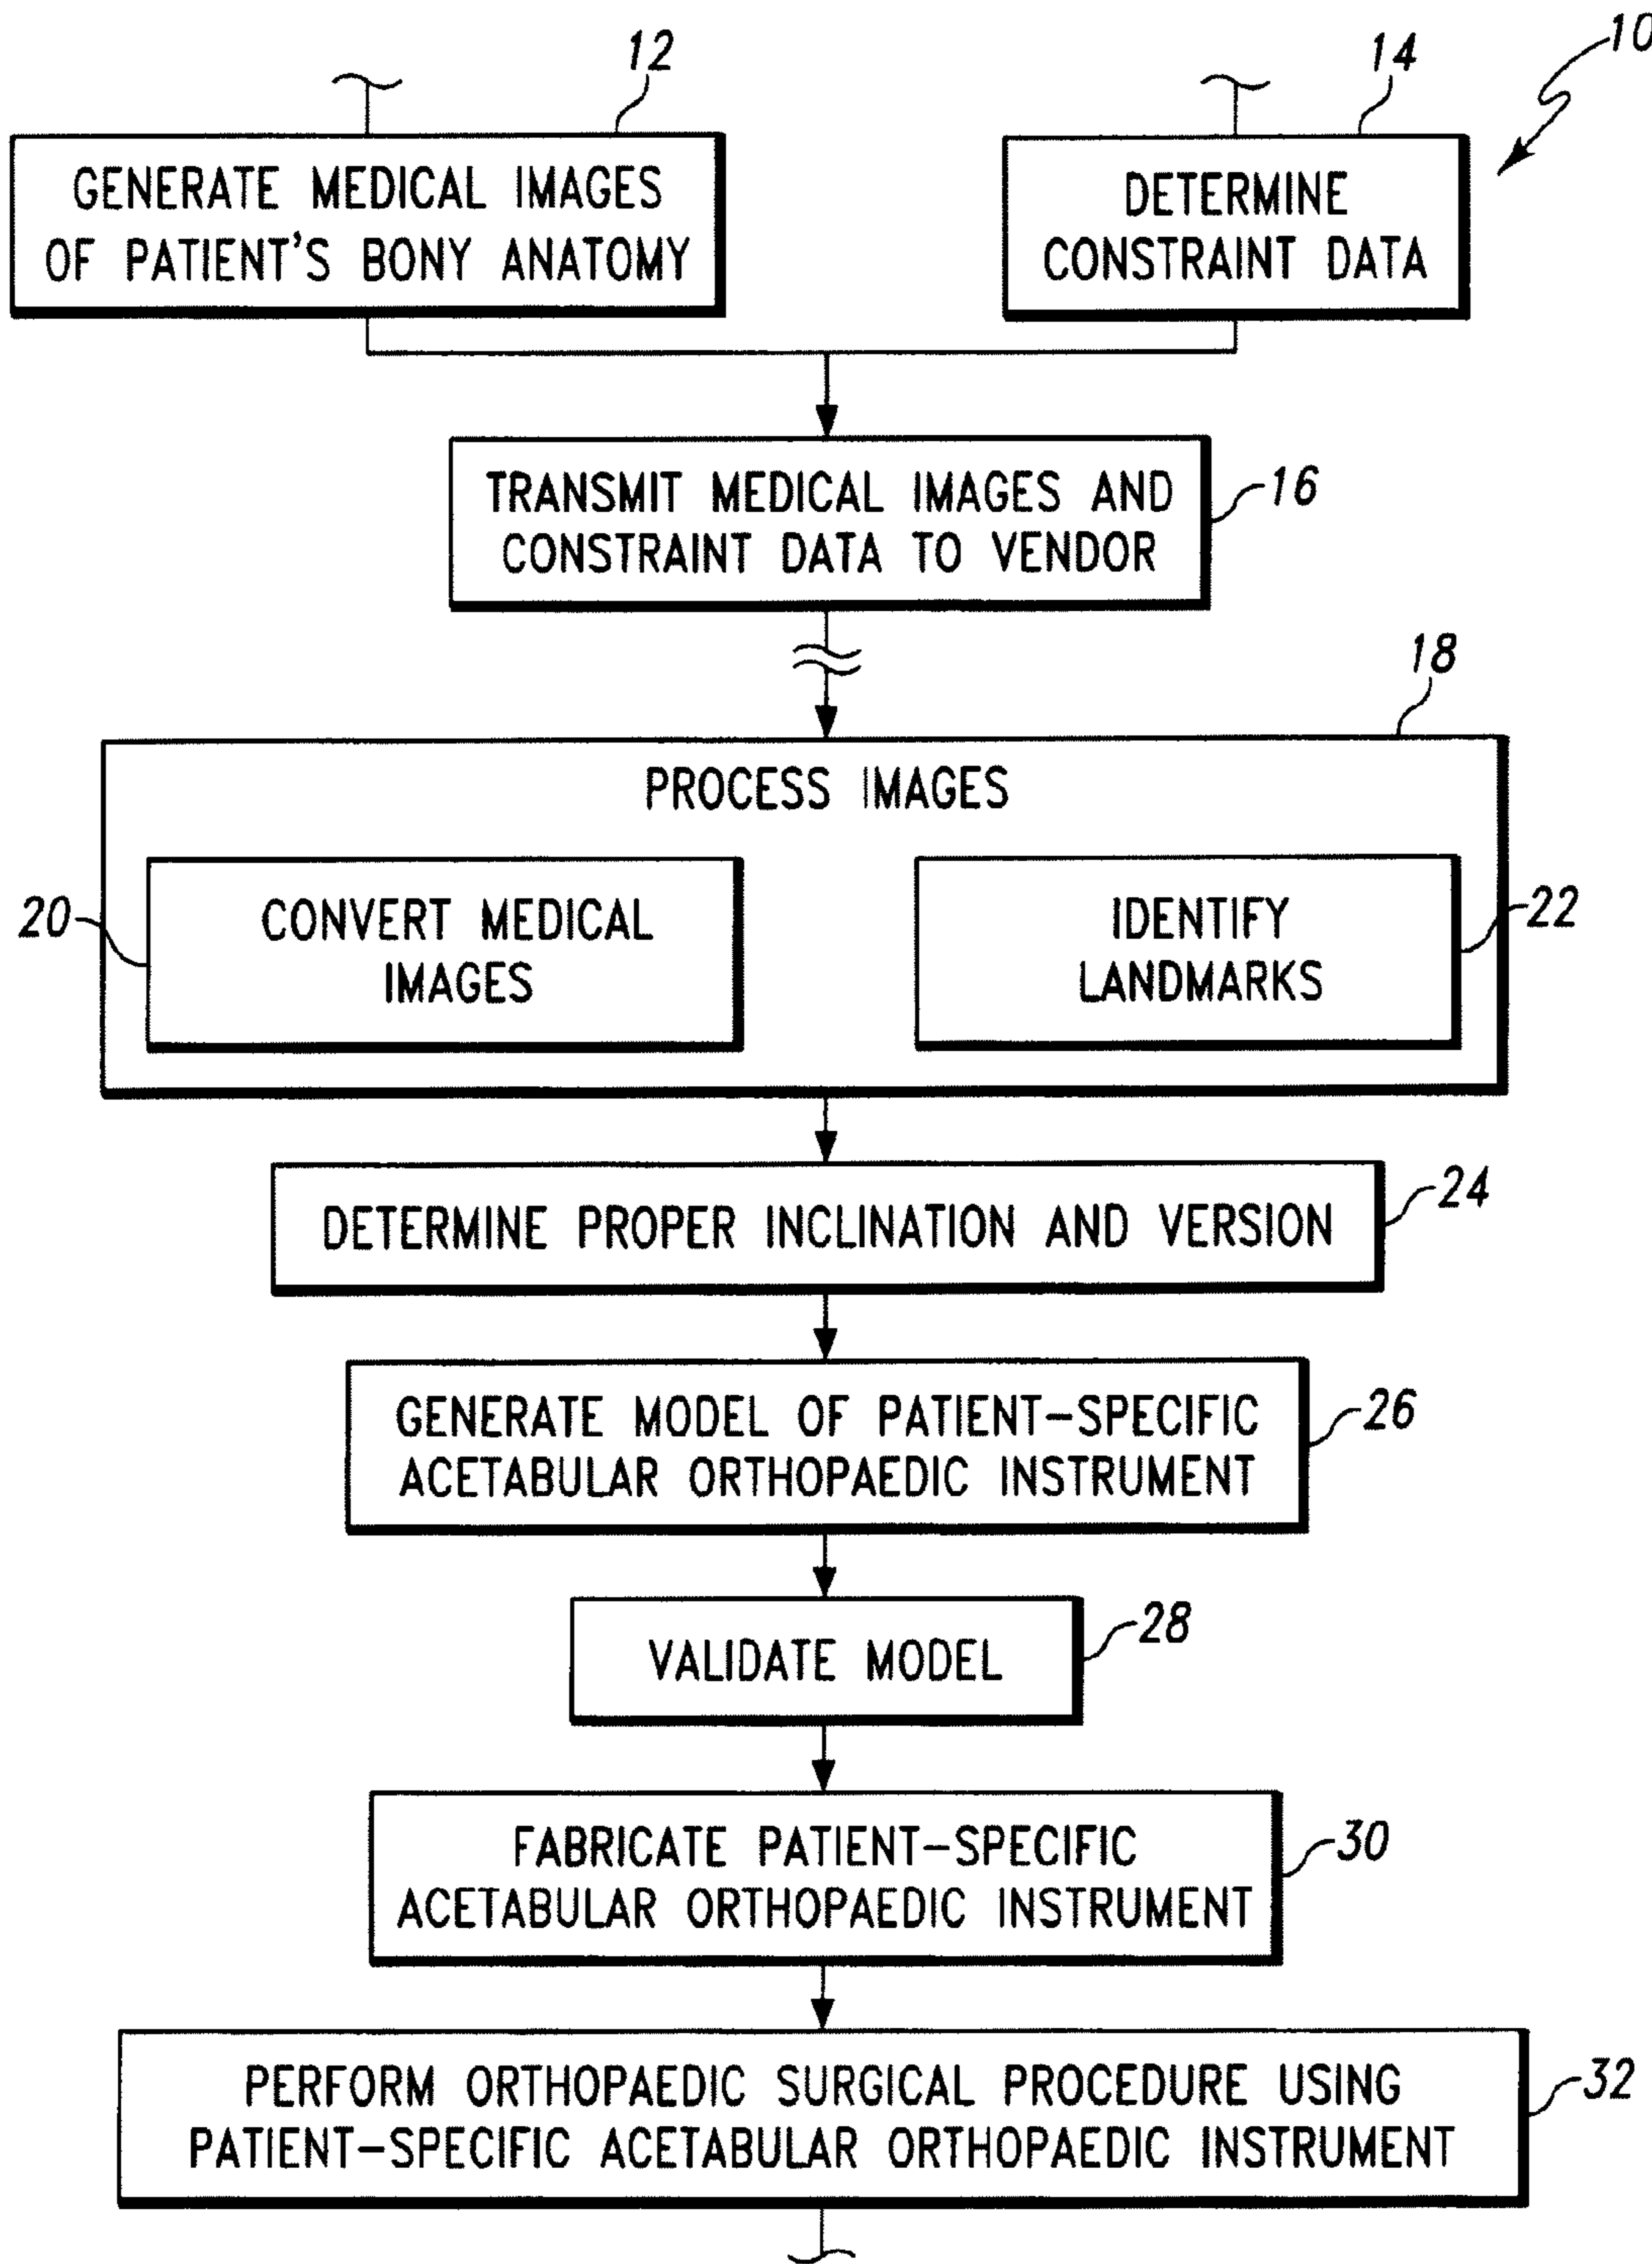 12
14
10
GENERATE MEDICAL IMAGES
OF PATIENT'S BONY ANATOMY
DETERMINE
CONSTRAINT DATA
TRANSMIT MEDICAL IMAGES AND
CONSTRAINT DATA TO VENDOR
16
18
PROCESS IMAGES
20
CONVERT MEDICAL
IMAGES
IDENTIFY
LANDMARKS
22
DETERMINE PROPER INCLINATION AND VERSION
24
GENERATE MODEL OF PATIENT-SPECIFIC
ACETABULAR ORTHOPAEDIC INSTRUMENT
26
VALIDATE MODEL
28
FABRICATE PATIENT-SPECIFIC
ACETABULAR ORTHOPAEDIC INSTRUMENT
30
PERFORM ORTHOPAEDIC SURGICAL PROCEDURE USING
PATIENT-SPECIFIC ACETABULAR ORTHOPAEDIC INSTRUMENT
32